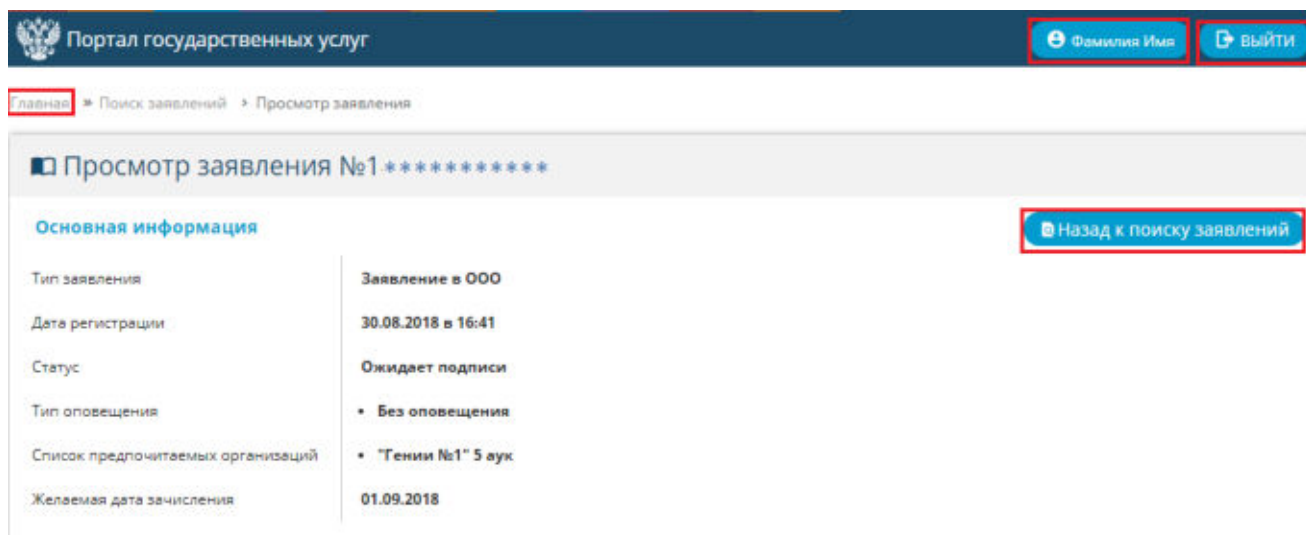 Портал государственных услуг
Фамилия Имя
ВЫЙТИ
Главная » Поиск заявлений > Просмотр заявления
Просмотр заявления №1***********
Основная информация
Назад к поиску заявлений
Тип заявления Заявление в ООО
Дата регистрации 30.08.2018 в 16:41
Статус Ожидает подписи
Тип оповещения • Без оповещения
Список предпочитаемых организаций • "Гении №1" 5 аук
Желаемая дата зачисления 01.09.2018